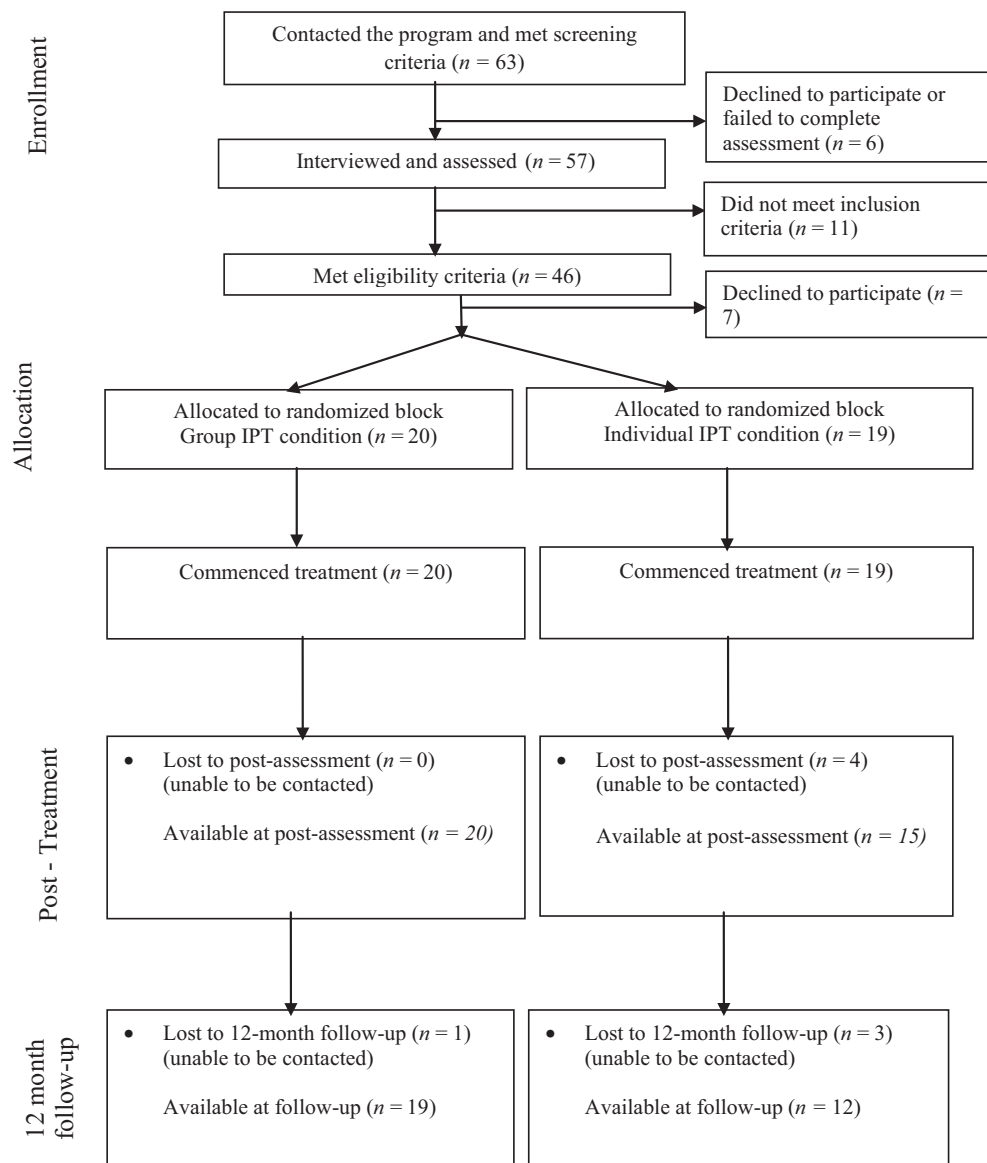 Enrollment
Contacted the program and met screening
criteria (n = 63)
Declined to participate or
failed to complete
assessment (n = 6)
Interviewed and assessed (n = 57)
Did not meet inclusion
criteria (n = 11)
Met eligibility criteria (n = 46)
Declined to participate (n =
7)
Allocation
Allocated to randomized block
Group IPT condition (n = 20)
Allocated to randomized block
Individual IPT condition (n = 19)
Commenced treatment (n = 20)
Commenced treatment (n = 19)
Post - Treatment
• Lost to post-assessment (n = 0)
(unable to be contacted)
Available at post-assessment (n = 20)
• Lost to post-assessment (n = 4)
(unable to be contacted)
Available at post-assessment (n = 15)
12 month
follow-up
• Lost to 12-month follow-up (n = 1)
(unable to be contacted)
Available at follow-up (n = 19)
• Lost to 12-month follow-up (n = 3)
(unable to be contacted)
Available at follow-up (n = 12)